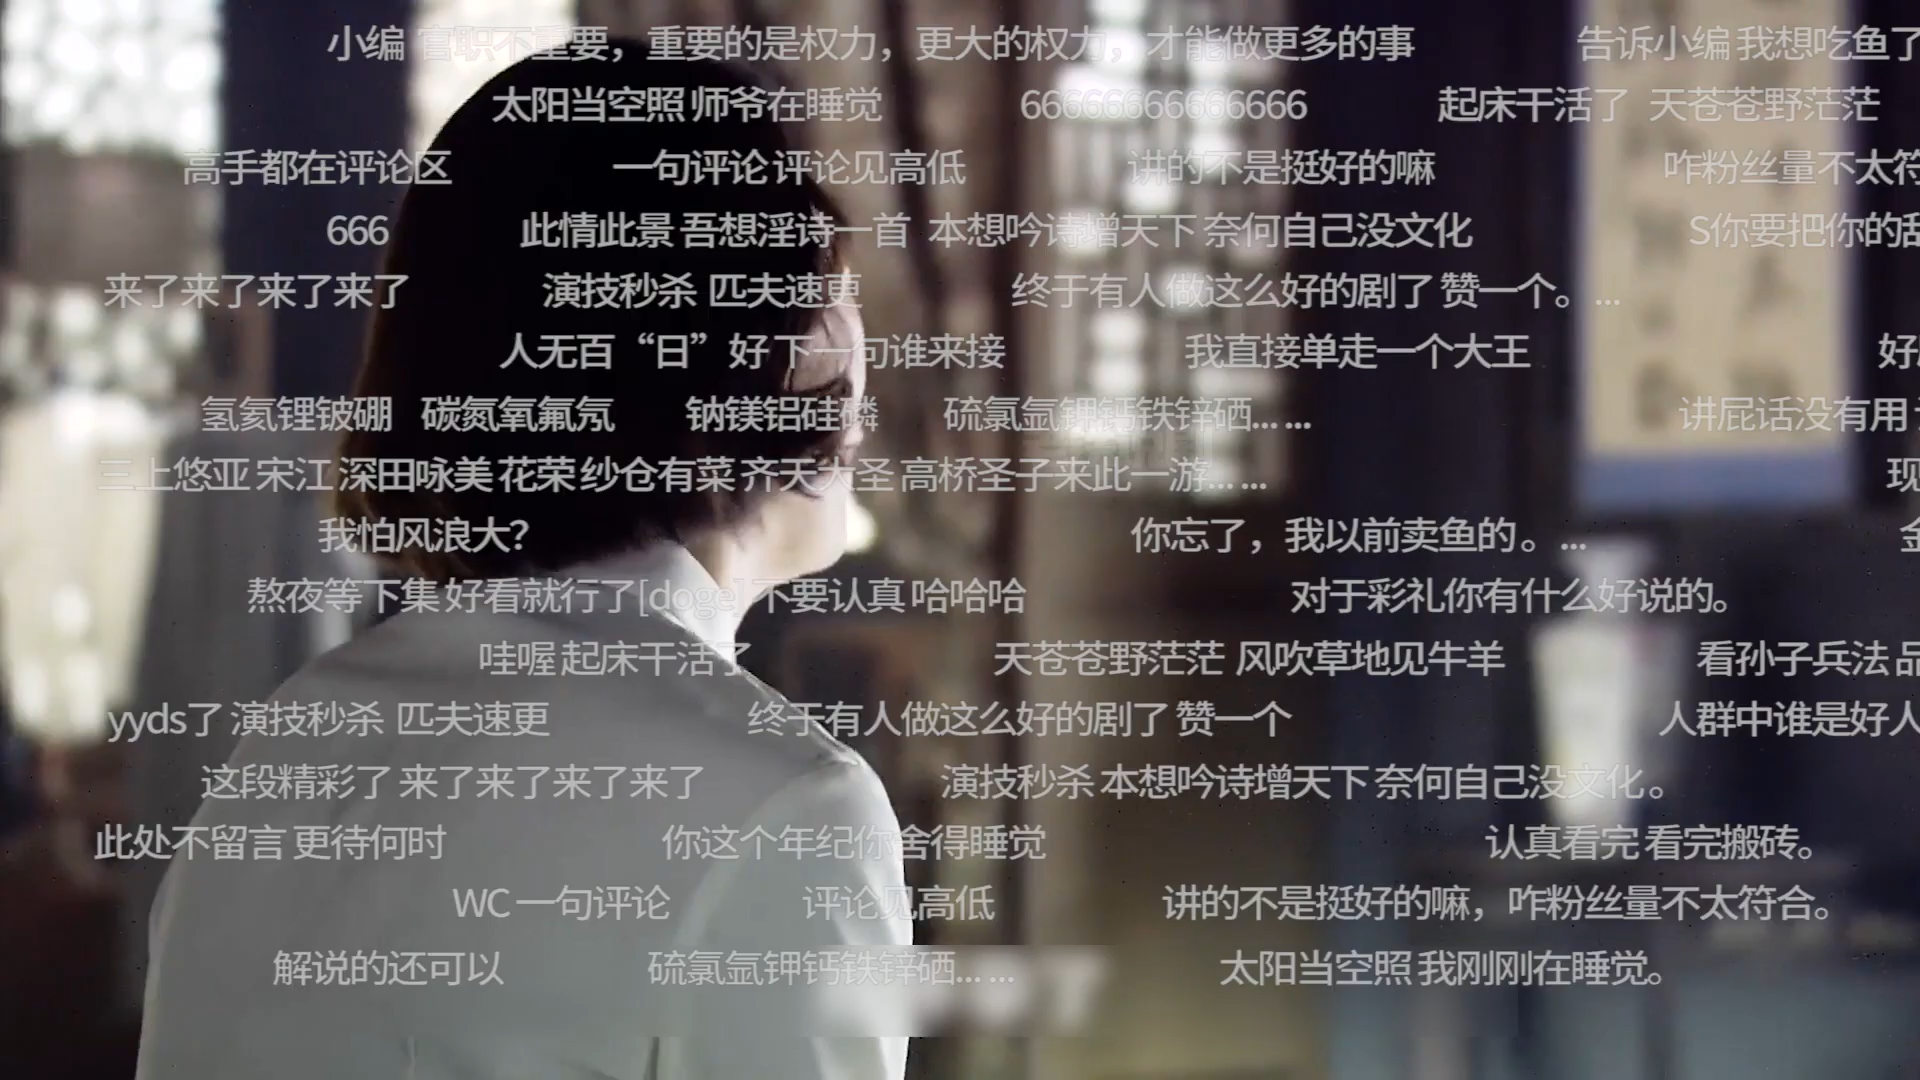 小编 官职不重要，重要的是权力，更大的权力，才能做更多的事 告诉小编 我想吃鱼了
太阳当空照 师爷在睡觉 66666666666666 起床干活了 天苍苍野茫茫
高手都在评论区 一句评论 评论见高低 讲的不是挺好的嘛 咋粉丝量不太符
666 此情此景 吾想淫诗一首 本想吟诗增天下 奈何自己没文化 S你要把你的
来了来了来了来了 演技秒杀 匹夫速更 终于有人做这么好的剧了 赞一个。...
人无百“日”好 下一句谁来接 我直接单走一个大王 好
氢氦锂铍硼 碳氮氧氟氖 钠镁铝硅磷 硫氯氩钾钙铁锌硒... ...  讲屁话没有用
三上悠亚 宋江 深田咏美 花荣 纱仓有菜 齐天大圣 高桥圣子来此一游... ... 现
我怕风浪大？ 你忘了，我以前卖鱼的。...
熬夜等下集 好看就行了[doge] 不要认真 哈哈哈 对于彩礼你有什么好说的。
哇喔 起床干活了 天苍苍野茫茫 风吹草地见牛羊 看孙子兵法 品
yyds了 演技秒杀 匹夫速更 终于有人做这么好的剧了 赞一个 人群中谁是好人
这段精彩了 来了来了来了来了 演技秒杀 本想吟诗增天下 奈何自己没文化。
此处不留言 更待何时 你这个年纪你舍得睡觉 认真看完 看完搬砖。
WC 一句评论 评论见高低 讲的不是挺好的嘛，咋粉丝量不太符合。
解说的还可以 硫氯氩钾钙铁锌硒... ... 太阳当空照 我刚刚在睡觉。